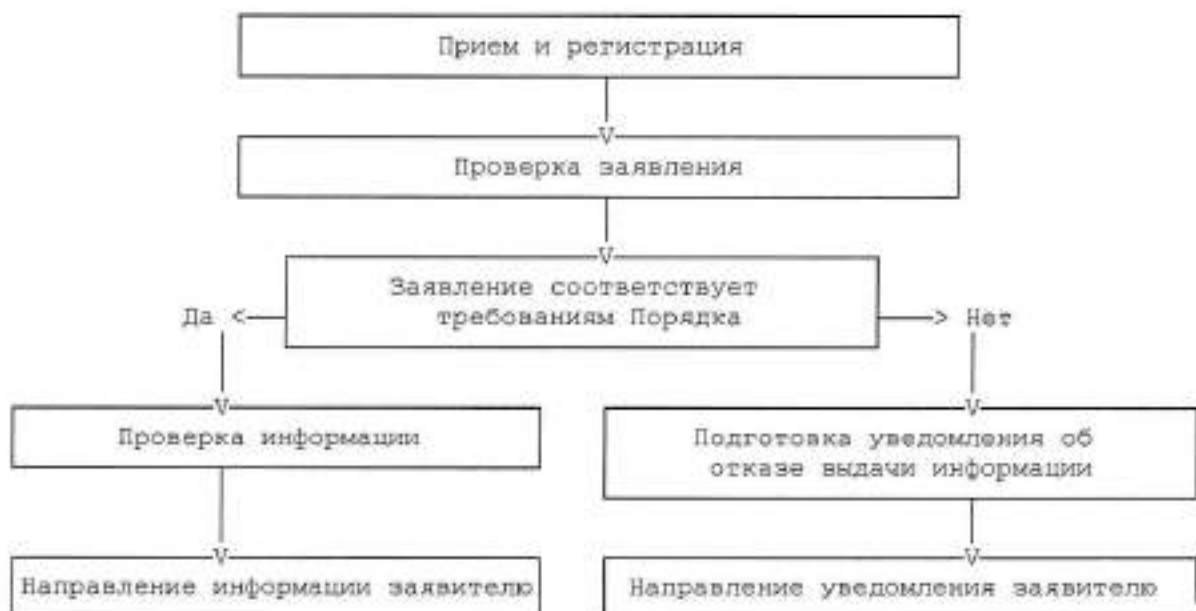 Прием и регистрация
Проверка заявления
Заявление соответствует
требованиям Порядка
Да
Нет
Проверка информации
Подготовка уведомления об
отказе выдачи информации
Направление информации заявителю
Направление уведомления заявителю